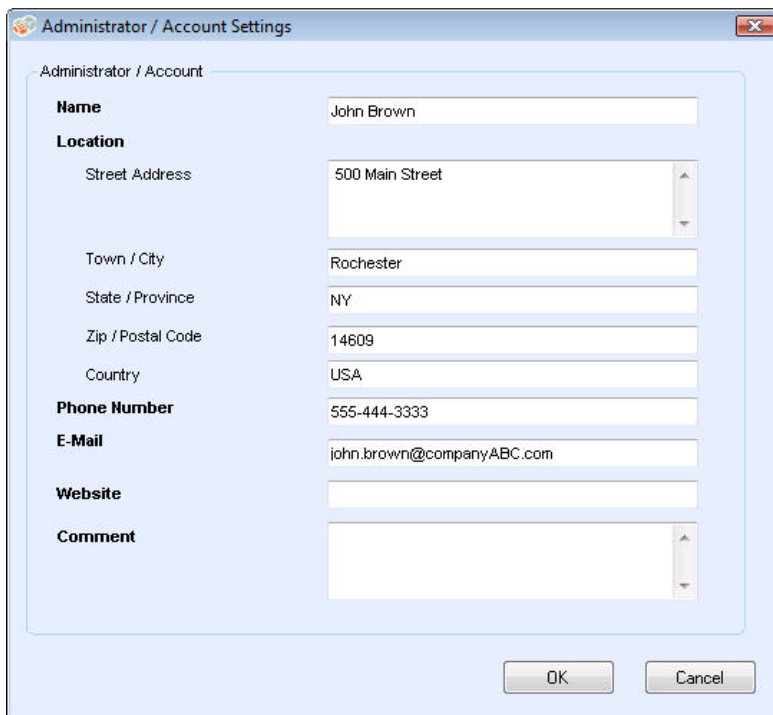 Administrator / Account Settings
Administrator / Account
Name
John Brown
Location
Street Address
500 Main Street
Town / City
Rochester
State / Province
NY
Zip / Postal Code
14609
Country
USA
Phone Number
555-444-3333
E-Mail
john.brown@companyABC.com
Website
Comment
OK
Cancel